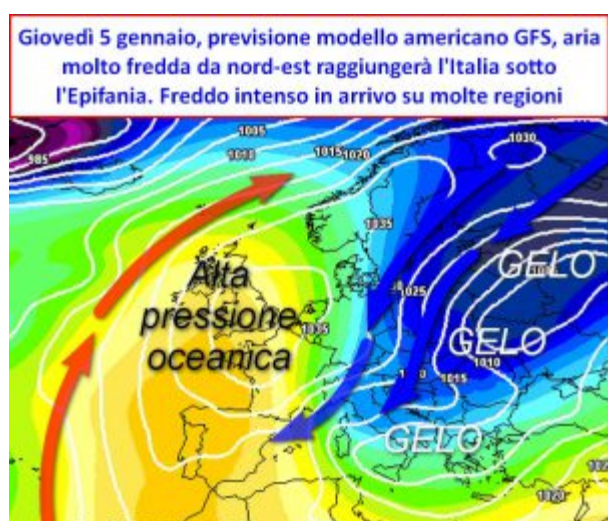 Giovedì 5 gennaio, previsione modello americano GFS, aria
molto fredda da nord-est raggiungerà l'Italia sotto
l'Epifania. Freddo intenso in arrivo su molte regioni
1005
1010
1015
1020
1030
985
1035
GELO
Alta
pressione
oceanica
1025
1035
GELO
1010
1015
GELO
1020